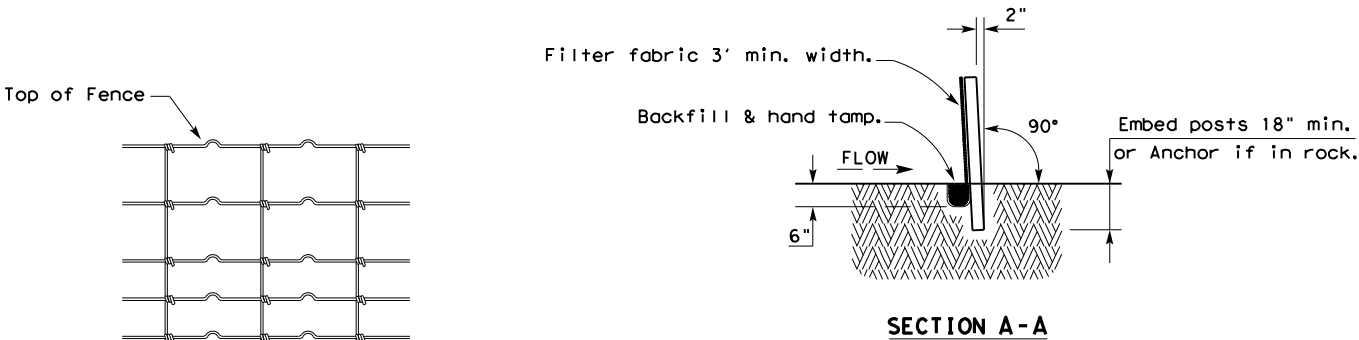 Top of Fence
2"
Filter fabric 3' min. width.
Backfill & hand tamp.
90°
Embed posts 18" min.
or Anchor if in rock.
FLOW
6"
SECTION A-A